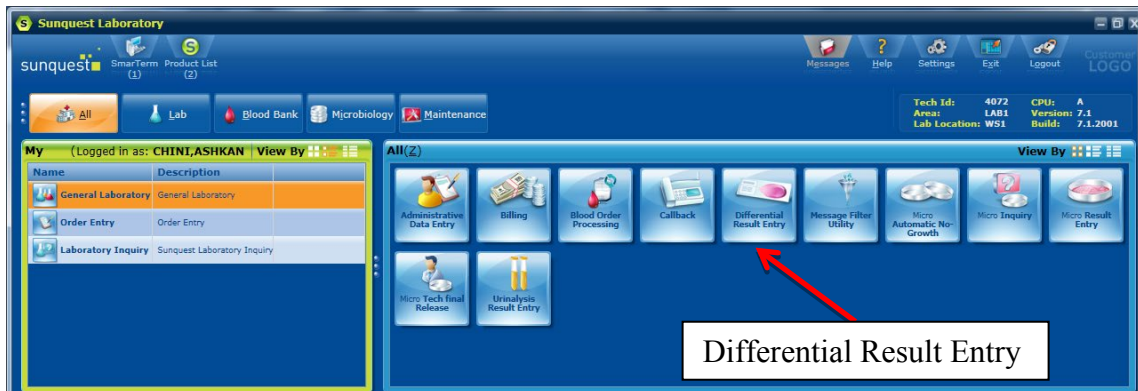 S Sunquest Laboratory
sunquest
SmarTerm
(1)
Product List
(2)
Messages
Help
Settings
Exit
Logout
Customer
LOGO
All
Lab
Blood Bank
Microbiology
Maintenance
Tech Id: 4072 CPU: A
Area: LAB1 Version: 7.1
Lab Location: WS1 Build: 7.1.2001
My (Logged in as: CHINI,ASHKAN View By
Name Description
General Laboratory General Laboratory
Order Entry Order Entry
Laboratory Inquiry Sunquest Laboratory Inquiry
All(Z) View By
Administrative
Data Entry
Billing
Blood Order
Processing
Callback
Differential
Result Entry
Message Filter
Utility
Micro
Automatic No-
Growth
Micro Inquiry
Micro Result
Entry
Micro Tech final
Release
Urinalysis
Result Entry
Differential Result Entry